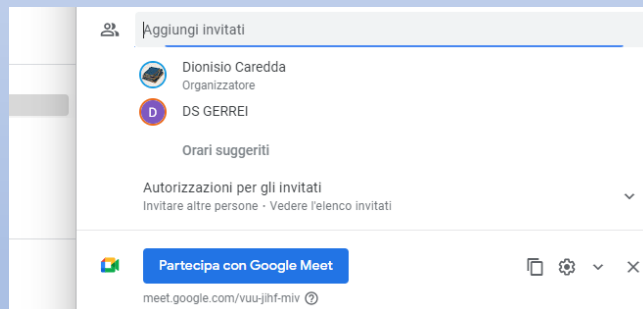 Aggiungi invitati
Dionisio Caredda
Organizzatore
D
DS GERREI
Orari suggeriti
Autorizzazioni per gli invitati
Invitare altre persone - Vedere l'elenco invitati
Partecipa con Google Meet
meet.google.com/vuu-jihf-miv